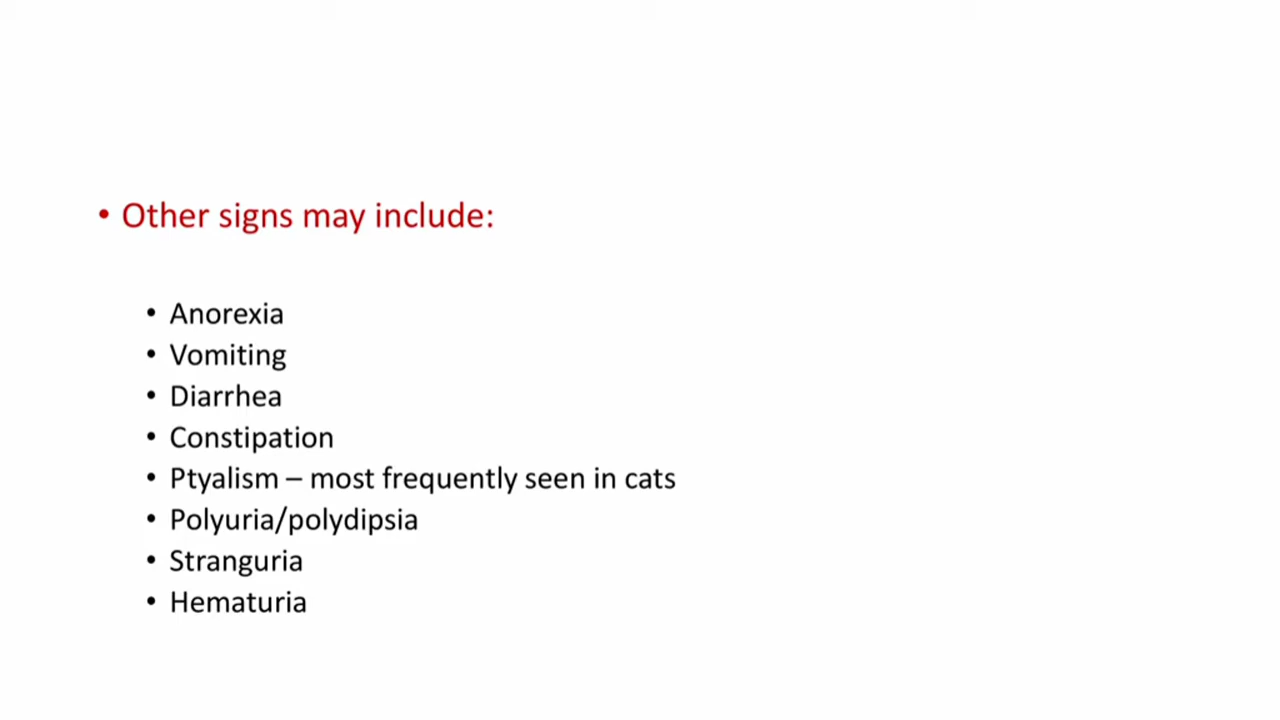 • Other signs may include:
• Anorexia
• Vomiting
• Diarrhea
• Constipation
• Ptyalism – most frequently seen in cats
• Polyuria/polydipsia
• Stranguria
• Hematuria